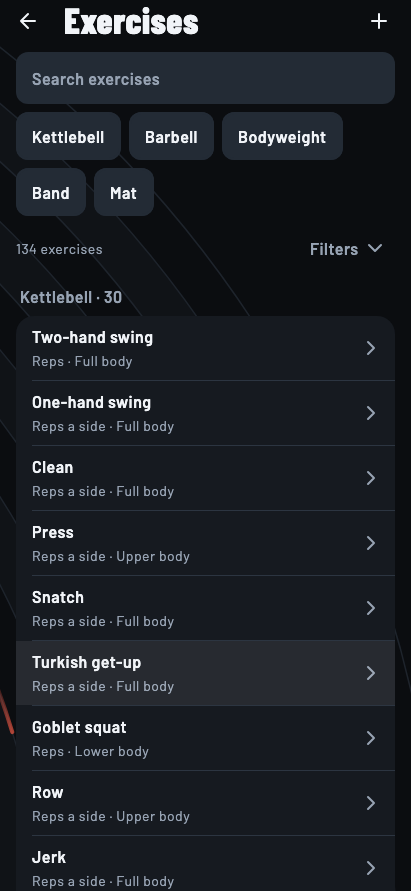 Exercises
Search exercises
Kettlebell
Barbell
Bodyweight
Band
Mat
134 exercises
Filters
Kettlebell · 30
Two-hand swing
Reps · Full body
One-hand swing
Reps a side · Full body
Clean
Reps a side · Full body
Press
Reps a side · Upper body
Snatch
Reps a side · Full body
Turkish get-up
Reps a side · Full body
Goblet squat
Reps · Lower body
Row
Reps a side · Upper body
Jerk
Reps a side · Full body